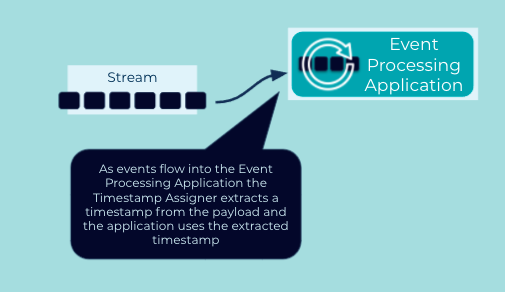 Stream
Event
Processing
Application
As events flow into the Event
Processing Application the
Timestamp Assigner extracts a
timestamp from the payload and
the application uses the extracted
timestamp